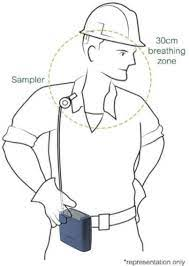 30cm
breathing
zone
Sampler
*representation only